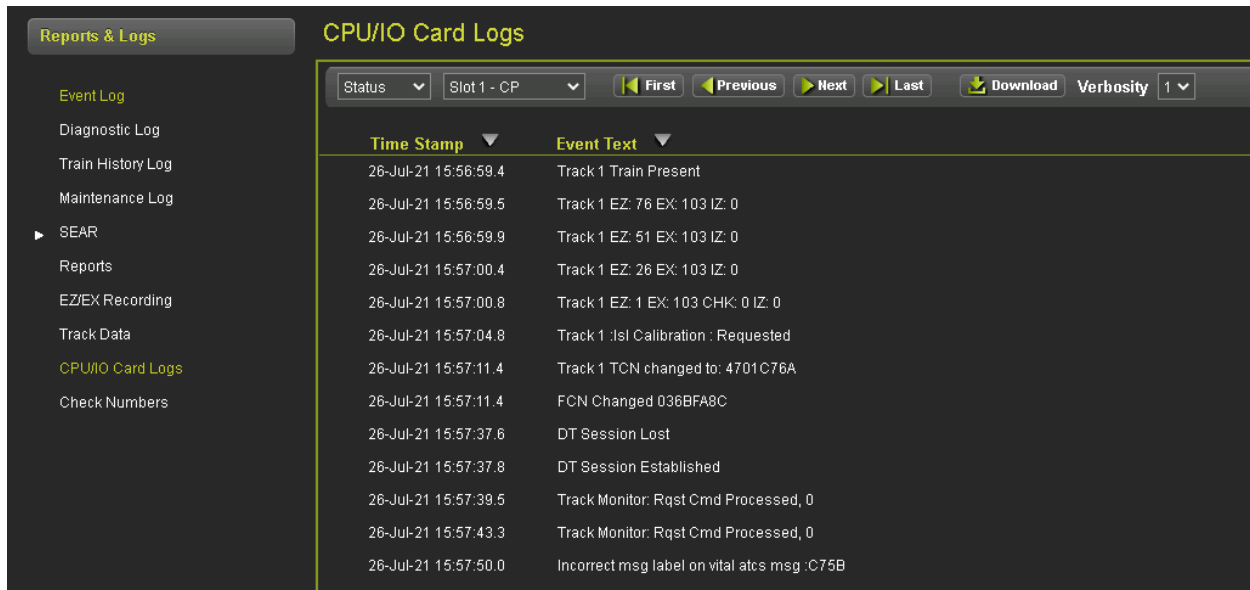 Reports & Logs
Event Log
Diagnostic Log
Train History Log
Maintenance Log
SEAR
Reports
EZ/EX Recording
Track Data
CPU/IO Card Logs
Check Numbers
CPU/IO Card Logs
Status Slot 1 - CP First Previous Next Last Download Verbosity 1
Time Stamp Event Text
26-Jul-21 15:56:59.4 Track 1 Train Present
26-Jul-21 15:56:59.5 Track 1 EZ: 76 EX: 103 IZ: 0
26-Jul-21 15:56:59.9 Track 1 EZ: 51 EX: 103 IZ: 0
26-Jul-21 15:57:00.4 Track 1 EZ: 26 EX: 103 IZ: 0
26-Jul-21 15:57:00.8 Track 1 EZ: 1 EX: 103 CHK: 0 IZ: 0
26-Jul-21 15:57:04.8 Track 1 :Isl Calibration : Requested
26-Jul-21 15:57:11.4 Track 1 TCN changed to: 4701C76A
26-Jul-21 15:57:11.4 FCN Changed 036BFA8C
26-Jul-21 15:57:37.6 DT Session Lost
26-Jul-21 15:57:37.8 DT Session Established
26-Jul-21 15:57:39.5 Track Monitor: Rqst Cmd Processed, 0
26-Jul-21 15:57:43.3 Track Monitor: Rqst Cmd Processed, 0
26-Jul-21 15:57:50.0 Incorrect msg label on vital atcs msg :C75B